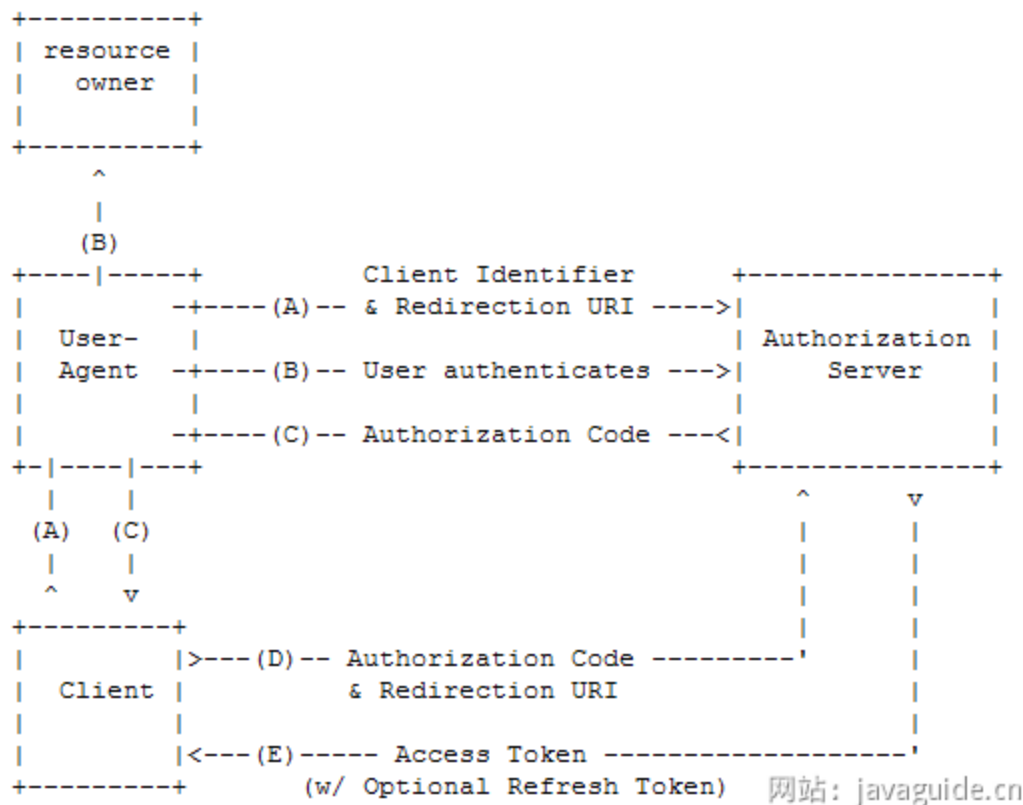 resource
owner
(B)
Client Identifier
(A) & Redirection URI
User-
Agent
Authorization
Server
(B) User authenticates
(C) Authorization Code
(A) (C)
(D) Authorization Code
& Redirection URI
Client
(E) Access Token
(w/ Optional Refresh Token)
网站：javaguide.cn